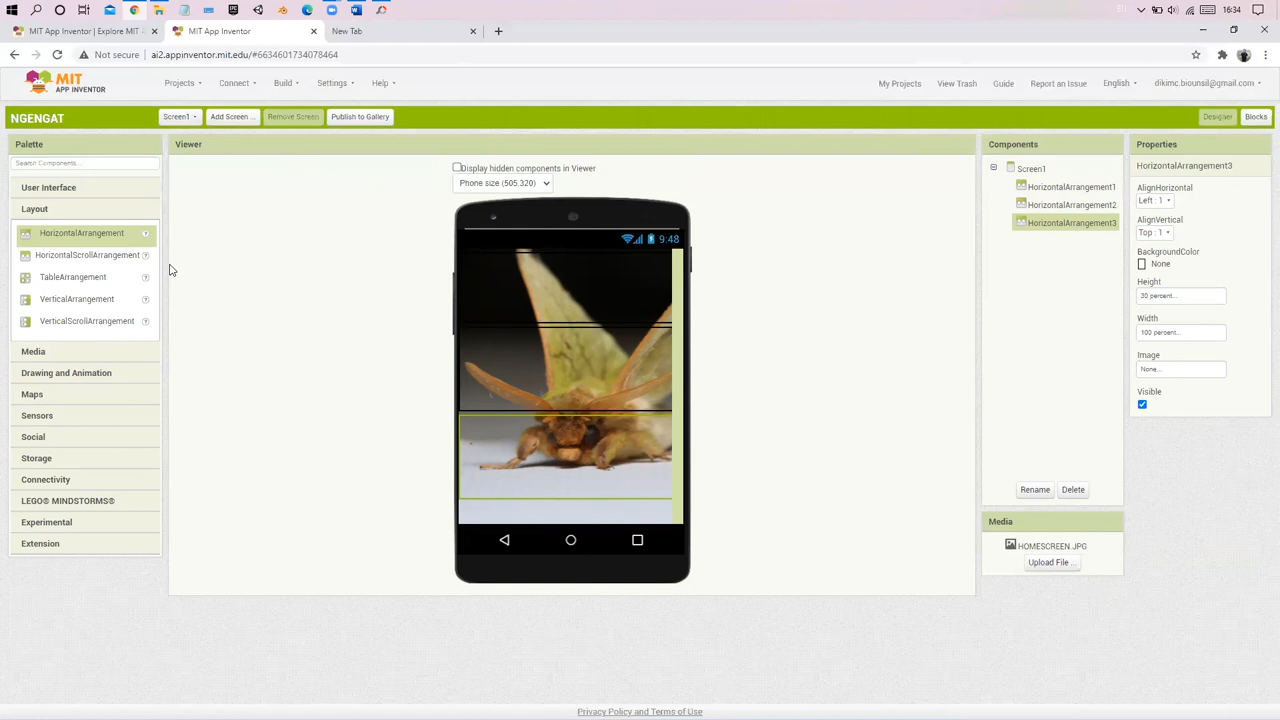 16:34
MIT App Inventor | Explore MIT
MIT App Inventor
New Tab
Not secure | ai2.appinventor.mit.edu/#6634601734078464
MIT
APP INVENTOR
Projects
Connect
Build
Settings
Help
My Projects
View Trash
Guide
Report an Issue
English
dikimc.biounsil@gmail.com
NGENGAT
Screen1
Add Screen ...
Remove Screen
Publish to Gallery
Designer
Blocks
Palette
Search Components...
User Interface
Layout
HorizontalArrangement
HorizontalScrollArrangement
TableArrangement
VerticalArrangement
VerticalScrollArrangement
Media
Drawing and Animation
Maps
Sensors
Social
Storage
Connectivity
LEGO® MINDSTORMS®
Experimental
Extension
Viewer
Display hidden components in Viewer
Phone size (505,320)
9:48
Components
Screen1
HorizontalArrangement1
HorizontalArrangement2
HorizontalArrangement3
Rename
Delete
Media
HOMESCREEN.JPG
Upload File ...
Properties
HorizontalArrangement3
AlignHorizontal
Left : 1
AlignVertical
Top : 1
BackgroundColor
None
Height
30 percent...
Width
100 percent...
Image
None...
Visible
Privacy Policy and Terms of Use